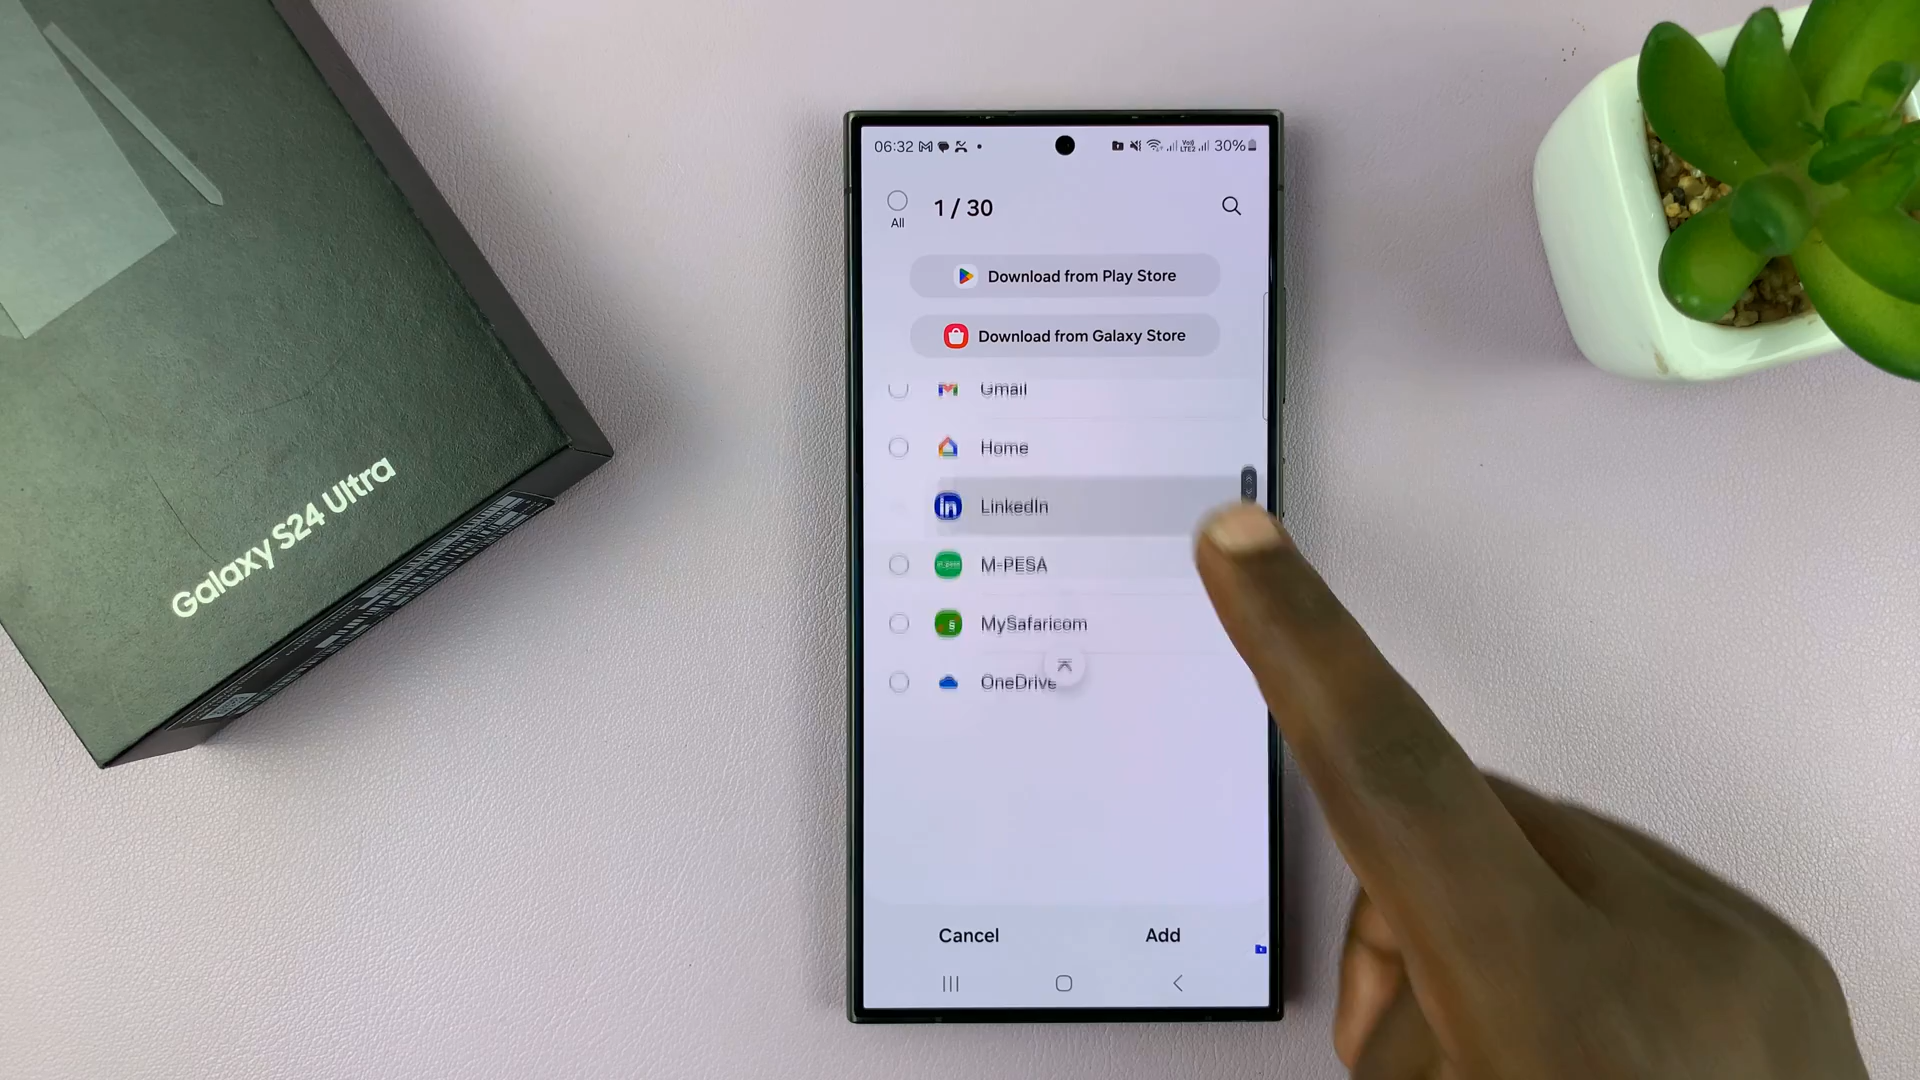 Galaxy S24 Ultra
06:32
30%
1 / 30
All
Download from Play Store
Download from Galaxy Store
Gmail
Home
LinkedIn
M-PESA
MySafaricom
OneDrive
Cancel
Add